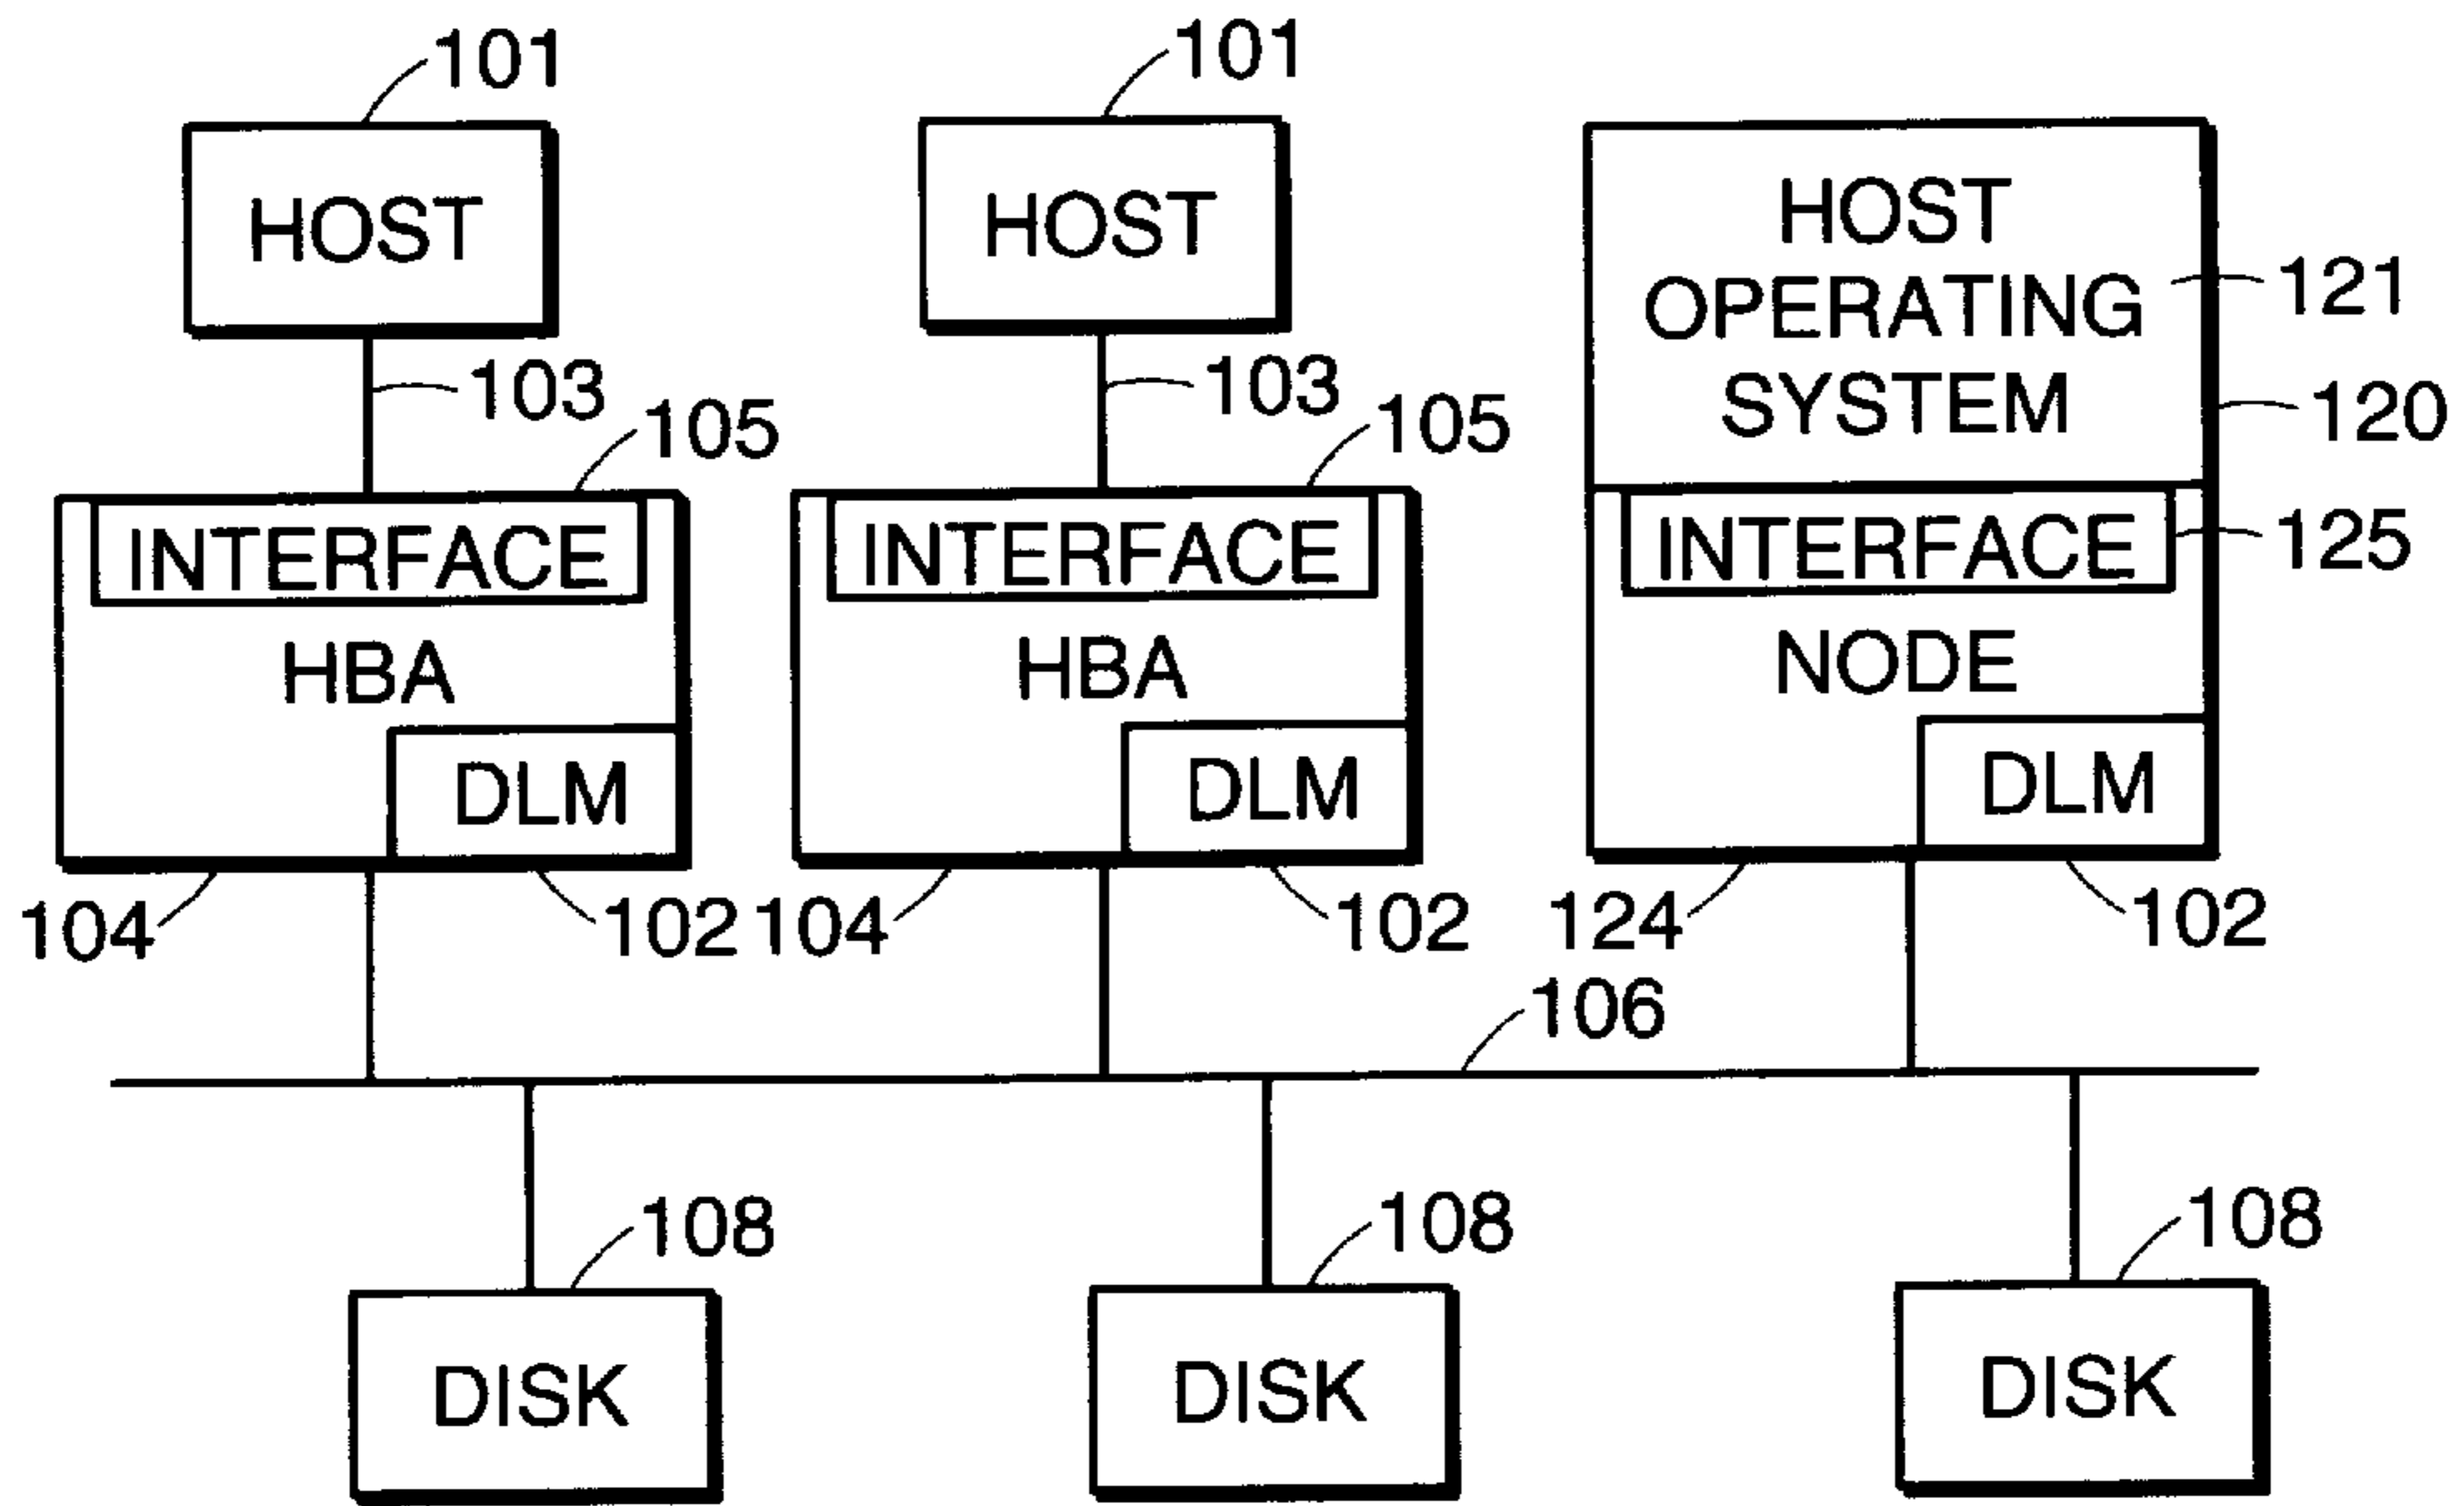 101
101
HOST
HOST
HOST
OPERATING
SYSTEM
121
103
103
120
105
105
INTERFACE
INTERFACE
INTERFACE
125
HBA
HBA
NODE
DLM
DLM
DLM
104
102
104
102
124
102
106
108
108
108
DISK
DISK
DISK